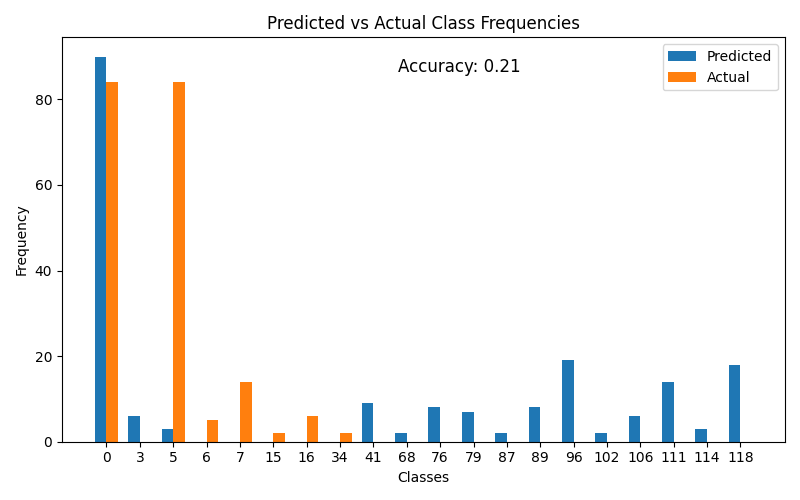 Predicted vs Actual Class Frequencies
Accuracy: 0.21
Predicted
Actual
Frequency
80
60
40
20
0
0 3 5 6 7 15 16 34 41 68 76 79 87 89 96 102 106 111 114 118
Classes